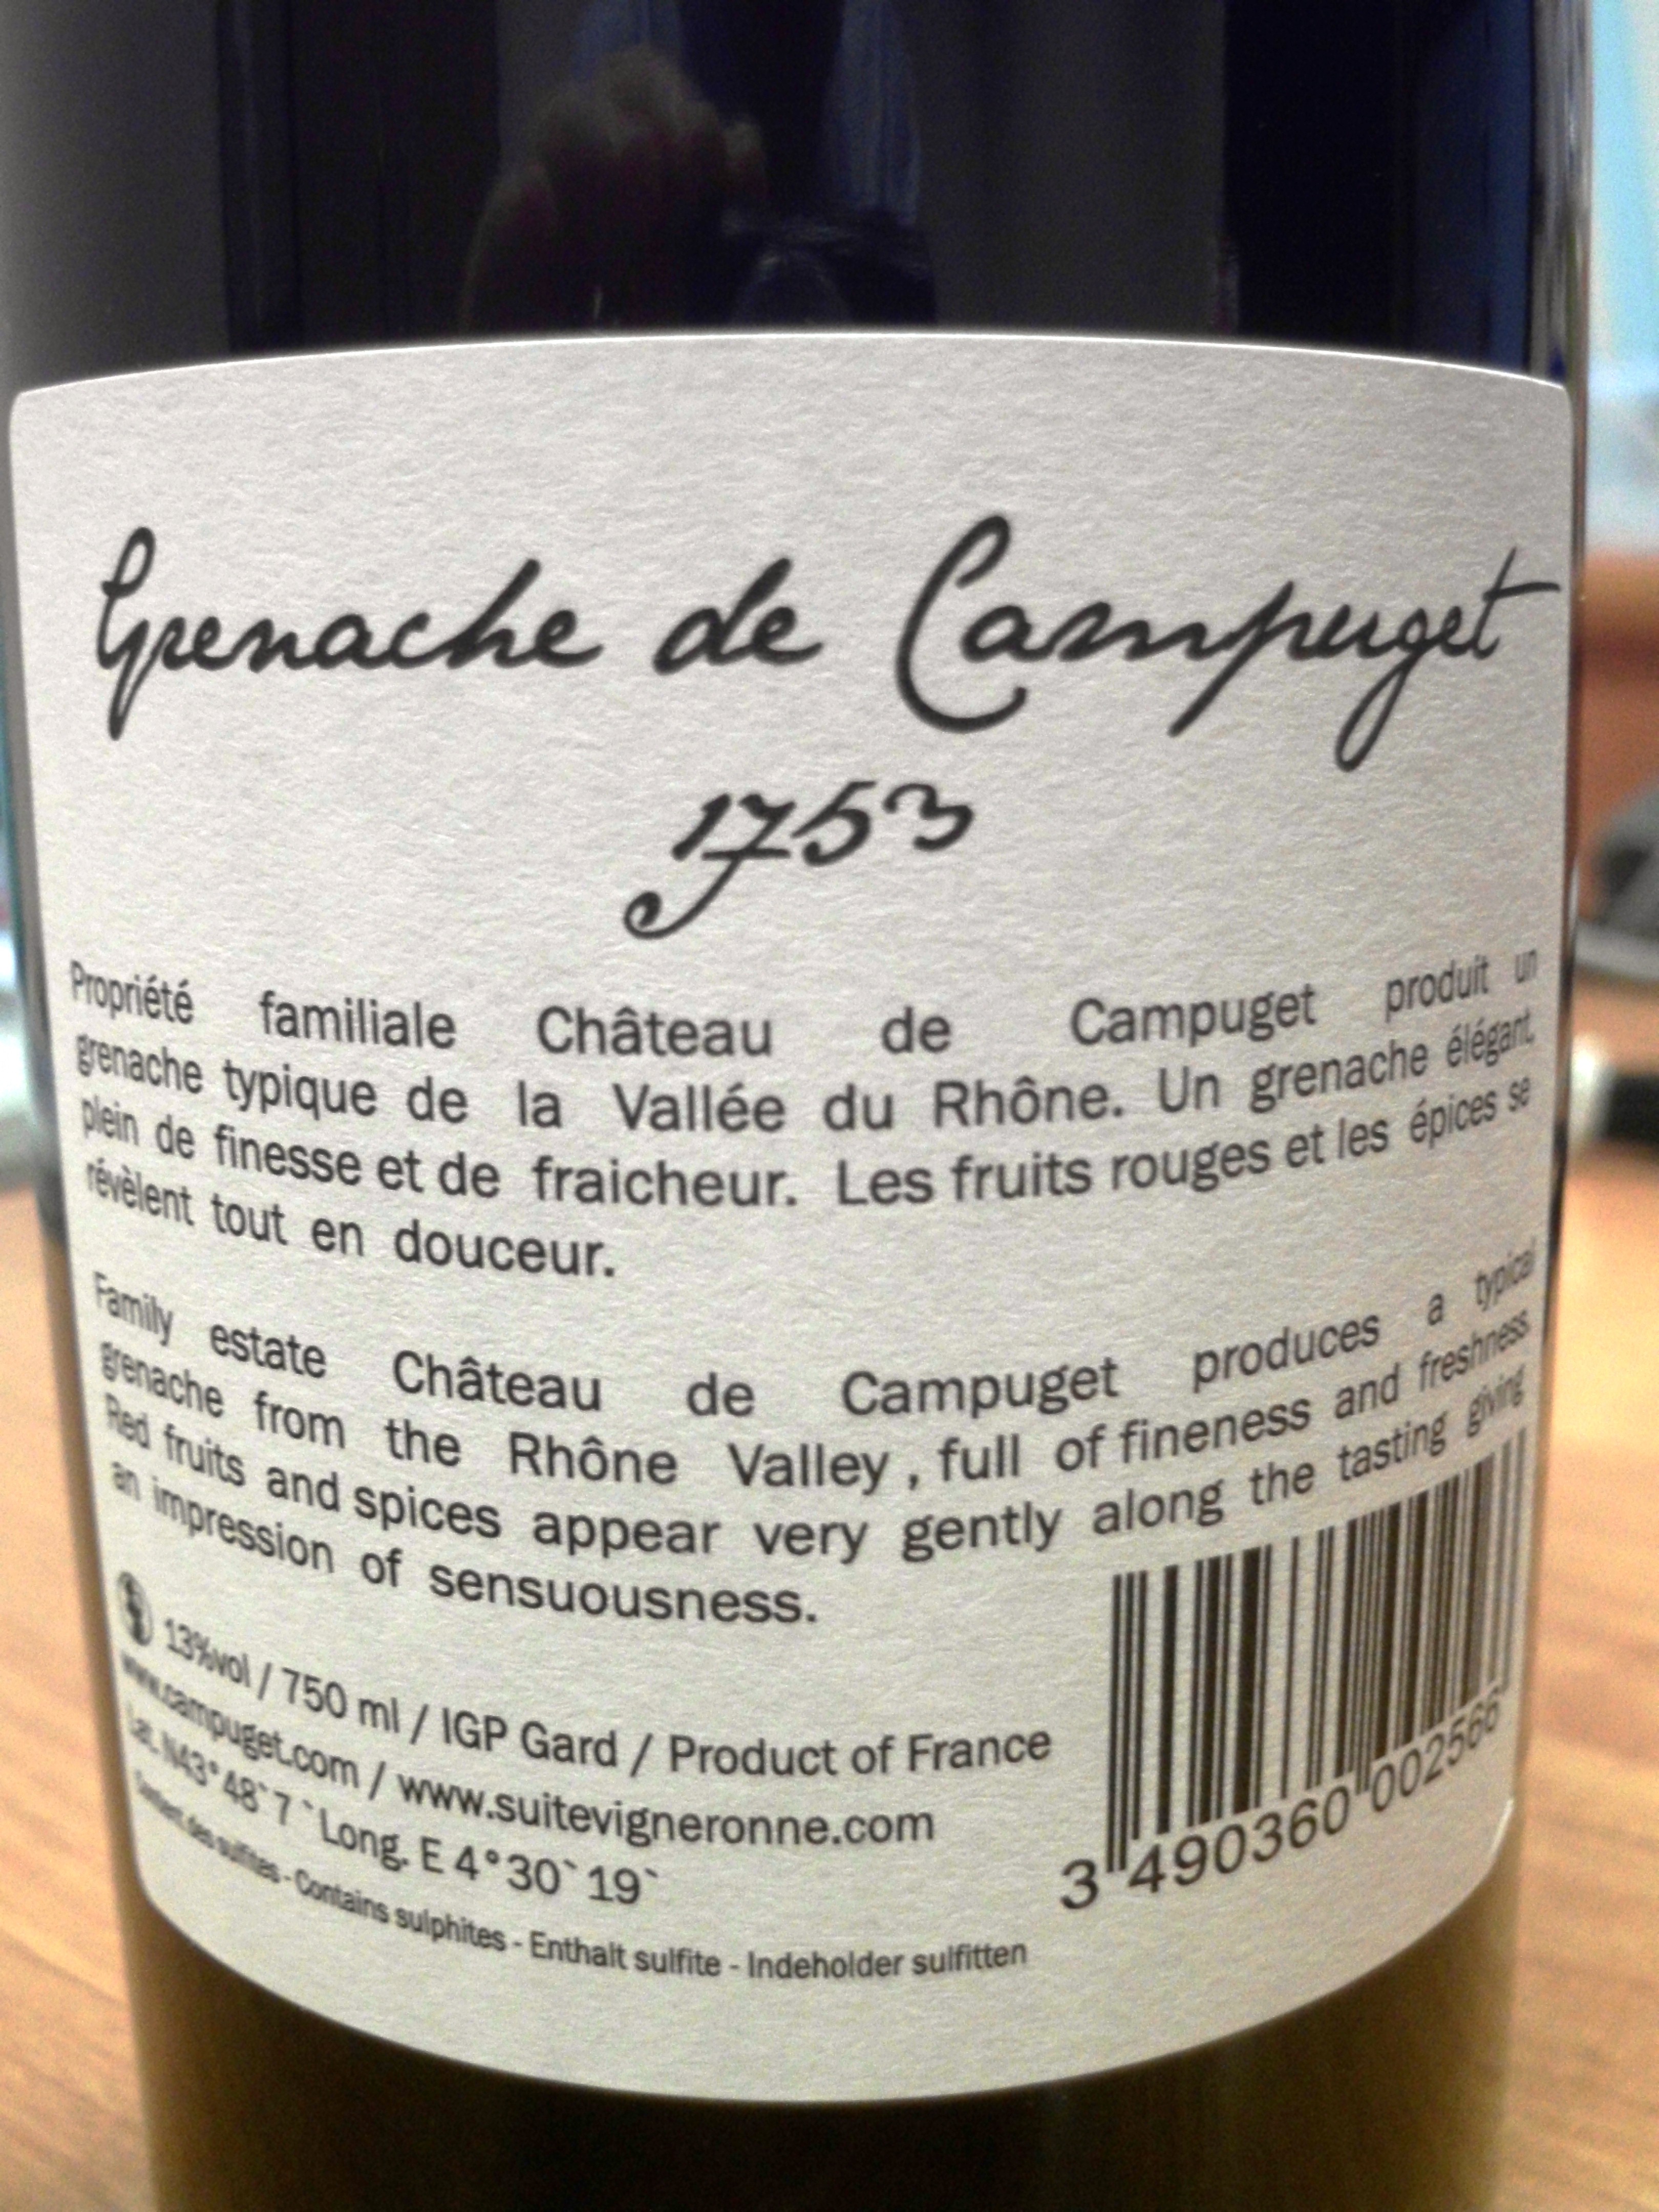 Grenache de Campuget
1753
Propriété familiale Château de Campuget produit un
grenache typique de la Vallée du Rhône. Un grenache élégant,
plein de finesse et de fraicheur. Les fruits rouges et les épices se
révèlent tout en douceur.
Family estate Château de Campuget produces a typical
grenache from the Rhône Valley , full of fineness and freshness.
Red fruits and spices appear very gently along the tasting giving
an impression of sensuousness.
13%vol / 750 ml / IGP Gard / Product of France
www.campuget.com / www.suitevigneronne.com
Lat. N43°48`7`Long. E 4°30`19`
Contient des sulfites - Contains sulphites - Enthalt sulfite - Indeholder sulfitten
3 490360 002566